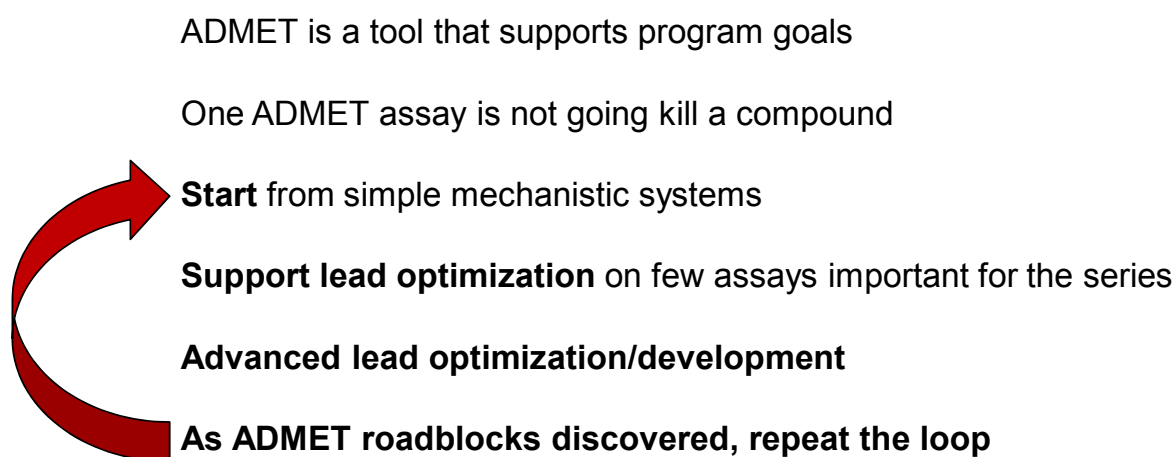 ADMET is a tool that supports program goals
One ADMET assay is not going kill a compound
Start from simple mechanistic systems
Support lead optimization on few assays important for the series
Advanced lead optimization/development
As ADMET roadblocks discovered, repeat the loop